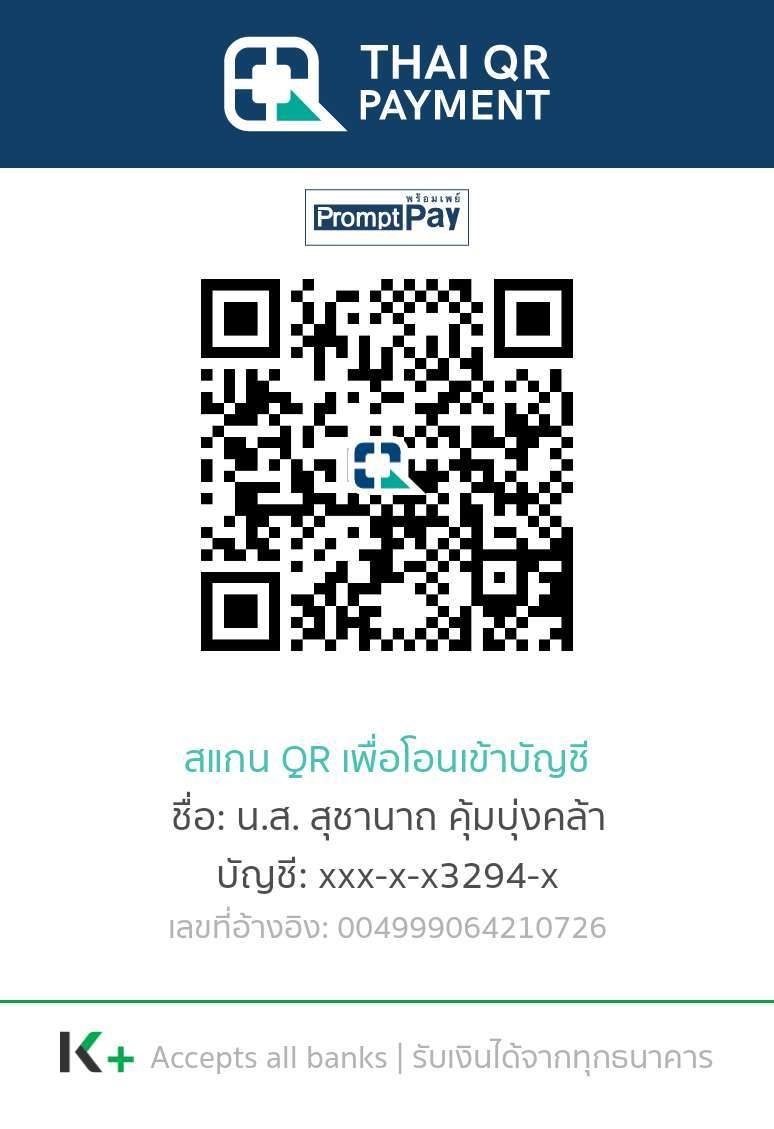 THAI QR
PAYMENT
พร้อมเพย์
PromptPay
สแกน QR เพื่อโอนเข้าบัญชี
ชื่อ: น.ส. สุชานาถ คุ้มบุ่งคล้า
บัญชี: xxx-x-x3294-x
เลขที่อ้างอิง: 004999064210726
K+ Accepts all banks | รับเงินได้จากทุกธนาคาร